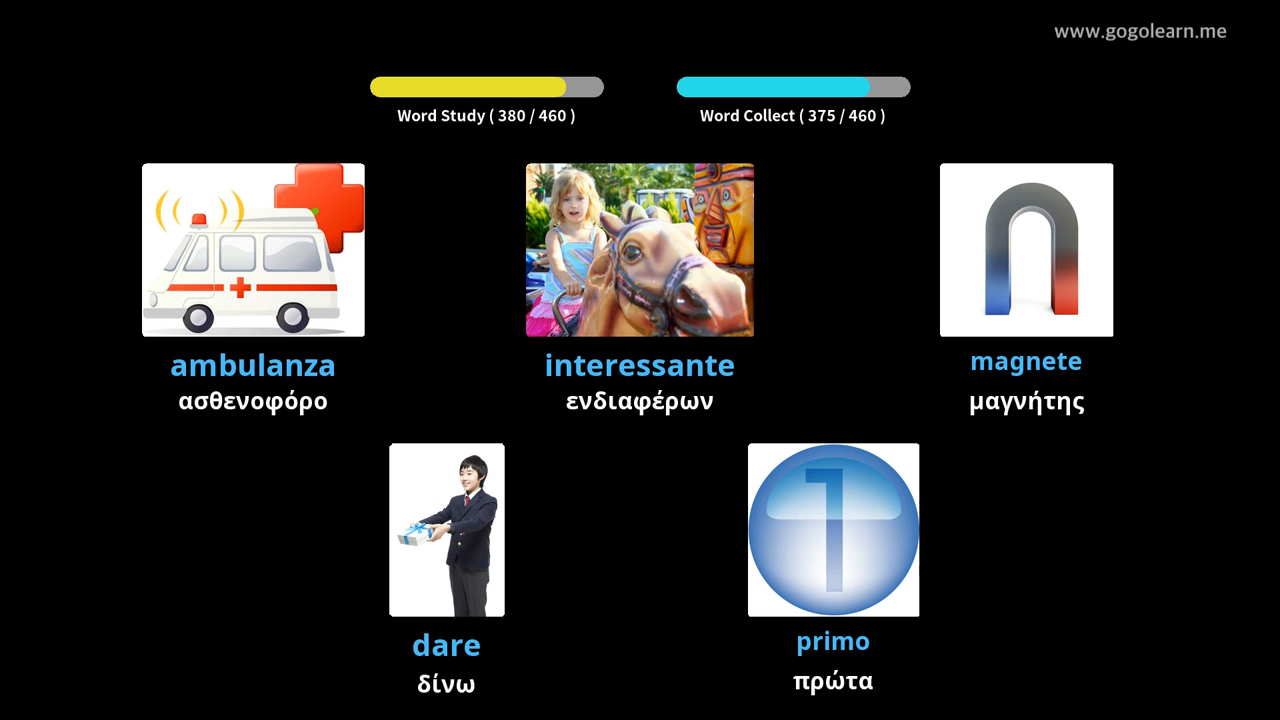 www.gogolearn.me
Word Study ( 380 / 460 )
Word Collect ( 375 / 460 )
ambulanza
ασθενοφόρο
interessante
ενδιαφέρων
magnete
μαγνήτης
dare
δίνω
primo
πρώτα